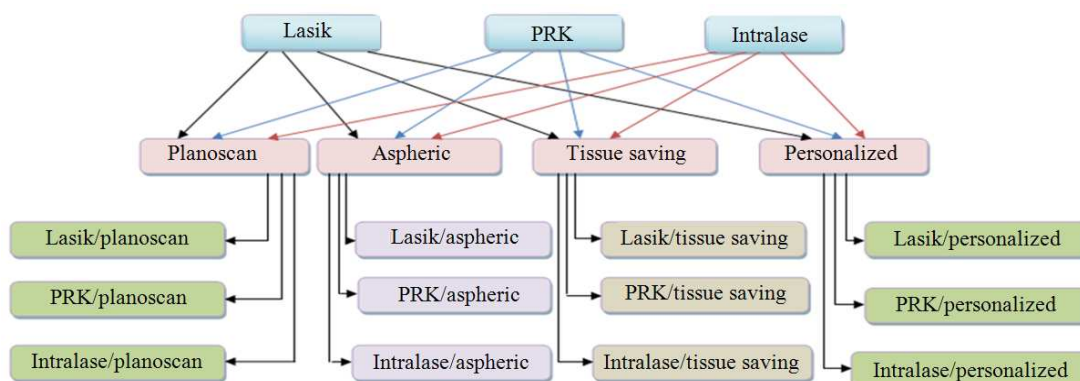 Lasik
PRK
Intralase
Planoscan
Aspheric
Tissue saving
Personalized
Lasik/planoscan
Lasik/aspheric
Lasik/tissue saving
Lasik/personalized
PRK/planoscan
PRK/aspheric
PRK/tissue saving
PRK/personalized
Intralase/planoscan
Intralase/aspheric
Intralase/tissue saving
Intralase/personalized